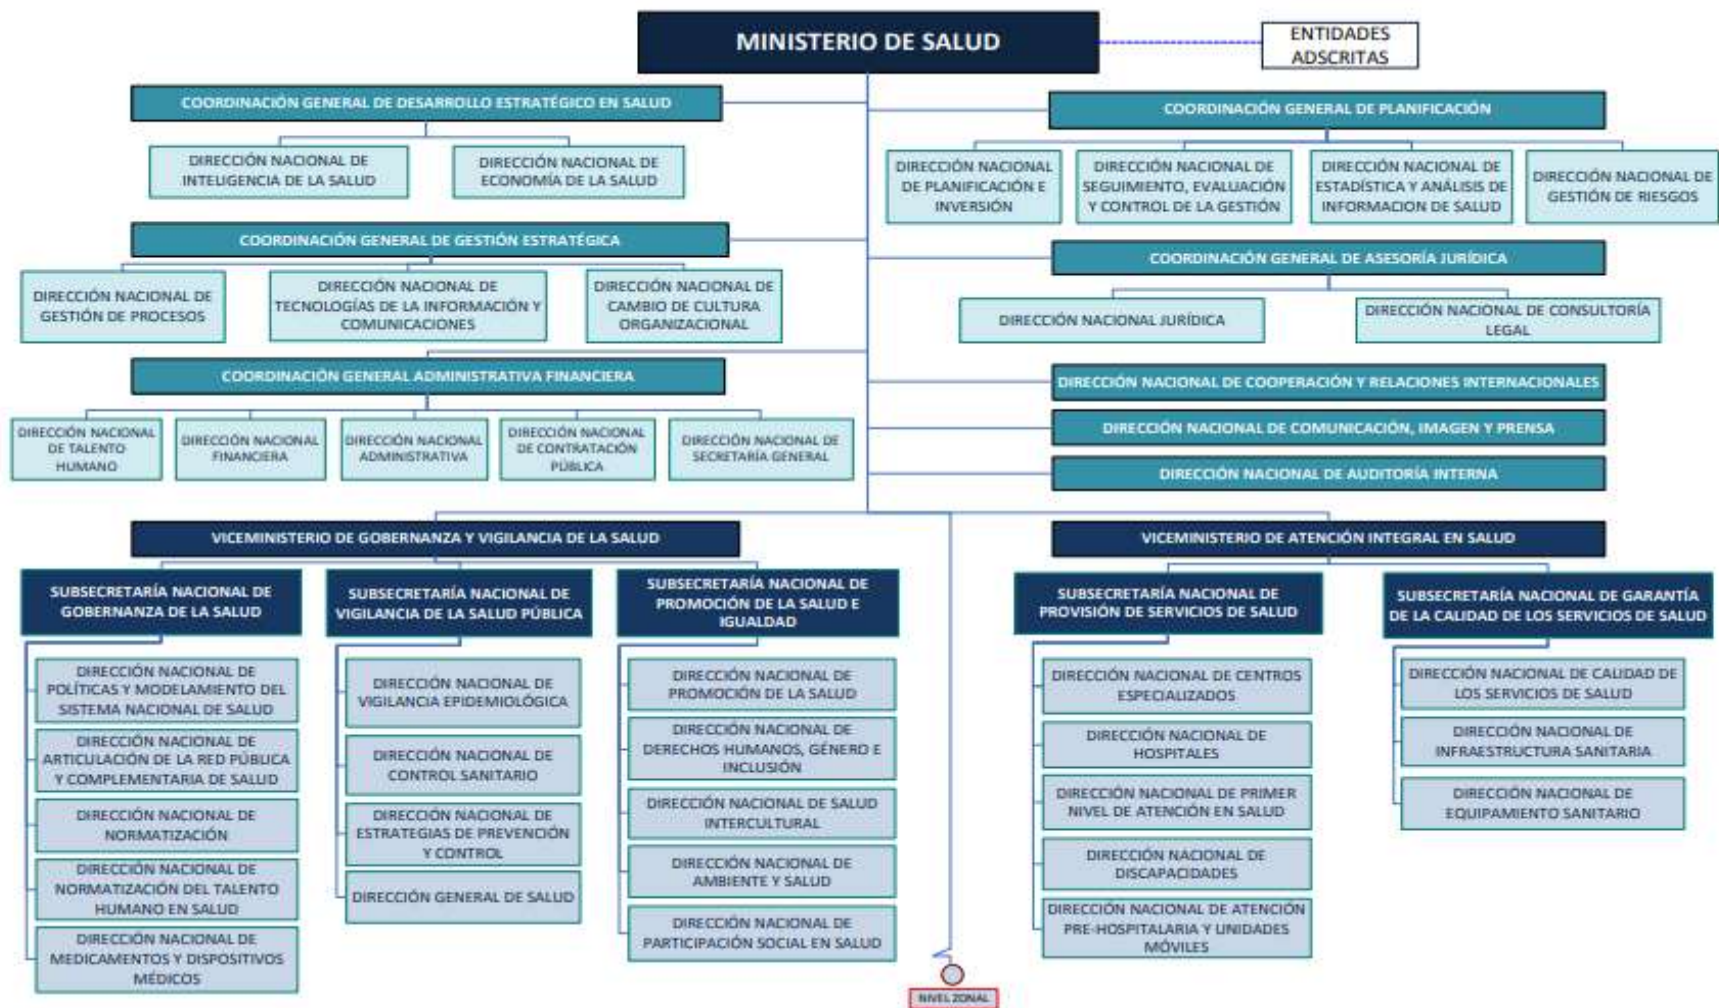 MINISTERIO DE SALUD
ENTIDADES
ADSCRITAS
COORDINACIÓN GENERAL DE DESARROLLO ESTRATÉGICO EN SALUD
DIRECCIÓN NACIONAL DE
INTELIGENCIA DE LA SALUD
DIRECCIÓN NACIONAL DE
ECONOMÍA DE LA SALUD
COORDINACIÓN GENERAL DE PLANIFICACIÓN
DIRECCIÓN NACIONAL
DE PLANIFICACIÓN E
INVERSIÓN
DIRECCIÓN NACIONAL DE
SEGUIMIENTO, EVALUACIÓN
Y CONTROL DE LA GESTIÓN
DIRECCIÓN NACIONAL DE
ESTADÍSTICA Y ANÁLISIS DE
INFORMACION DE SALUD
DIRECCIÓN NACIONAL DE
GESTIÓN DE RIESGOS
COORDINACIÓN GENERAL DE GESTIÓN ESTRATÉGICA
DIRECCIÓN NACIONAL DE
GESTIÓN DE PROCESOS
DIRECCIÓN NACIONAL DE
TECNOLOGÍAS DE LA INFORMACIÓN Y
COMUNICACIONES
DIRECCIÓN NACIONAL DE
CAMBIO DE CULTURA
ORGANIZACIONAL
COORDINACIÓN GENERAL DE ASESORÍA JURÍDICA
DIRECCIÓN NACIONAL JURÍDICA
DIRECCIÓN NACIONAL DE CONSULTORÍA
LEGAL
COORDINACIÓN GENERAL ADMINISTRATIVA FINANCIERA
DIRECCIÓN NACIONAL
DE TALENTO
HUMANO
DIRECCIÓN NACIONAL
FINANCIERA
DIRECCIÓN NACIONAL
ADMINISTRATIVA
DIRECCIÓN NACIONAL
DE CONTRATACIÓN
PÚBLICA
DIRECCIÓN NACIONAL DE
SECRETARÍA GENERAL
DIRECCIÓN NACIONAL DE COOPERACIÓN Y RELACIONES INTERNACIONALES
DIRECCIÓN NACIONAL DE COMUNICACIÓN, IMAGEN Y PRENSA
DIRECCIÓN NACIONAL DE AUDITORÍA INTERNA
VICEMINISTERIO DE GOBERNANZA Y VIGILANCIA DE LA SALUD
SUBSECRETARÍA NACIONAL DE
GOBERNANZA DE LA SALUD
DIRECCIÓN NACIONAL DE
POLÍTICAS Y MODELAMIENTO DEL
SISTEMA NACIONAL DE SALUD
DIRECCIÓN NACIONAL DE
ARTICULACIÓN DE LA RED PÚBLICA
Y COMPLEMENTARIA DE SALUD
DIRECCIÓN NACIONAL DE
NORMATIZACIÓN
DIRECCIÓN NACIONAL DE
NORMATIZACIÓN DEL TALENTO
HUMANO EN SALUD
DIRECCIÓN NACIONAL DE
MEDICAMENTOS Y DISPOSITIVOS
MÉDICOS
SUBSECRETARÍA NACIONAL DE
VIGILANCIA DE LA SALUD PÚBLICA
DIRECCIÓN NACIONAL DE
VIGILANCIA EPIDEMIOLÓGICA
DIRECCIÓN NACIONAL DE
CONTROL SANITARIO
DIRECCIÓN NACIONAL DE
ESTRATEGIAS DE PREVENCIÓN
Y CONTROL
DIRECCIÓN GENERAL DE SALUD
SUBSECRETARÍA NACIONAL DE
PROMOCIÓN DE LA SALUD E
IGUALDAD
DIRECCIÓN NACIONAL DE
PROMOCIÓN DE LA SALUD
DIRECCIÓN NACIONAL DE
DERECHOS HUMANOS, GÉNERO E
INCLUSIÓN
DIRECCIÓN NACIONAL DE SALUD
INTERCULTURAL
DIRECCIÓN NACIONAL DE
AMBIENTE Y SALUD
DIRECCIÓN NACIONAL DE
PARTICIPACIÓN SOCIAL EN SALUD
VICEMINISTERIO DE ATENCIÓN INTEGRAL EN SALUD
SUBSECRETARÍA NACIONAL DE
PROVISIÓN DE SERVICIOS DE SALUD
DIRECCIÓN NACIONAL DE CENTROS
ESPECIALIZADOS
DIRECCIÓN NACIONAL DE
HOSPITALES
DIRECCIÓN NACIONAL DE PRIMER
NIVEL DE ATENCIÓN EN SALUD
DIRECCIÓN NACIONAL DE
DISCAPACIDADES
DIRECCIÓN NACIONAL DE ATENCIÓN
PRE-HOSPITALARIA Y UNIDADES
MÓVILES
SUBSECRETARÍA NACIONAL DE GARANTÍA
DE LA CALIDAD DE LOS SERVICIOS DE SALUD
DIRECCIÓN NACIONAL DE CALIDAD DE
LOS SERVICIOS DE SALUD
DIRECCIÓN NACIONAL DE
INFRAESTRUCTURA SANITARIA
DIRECCIÓN NACIONAL DE
EQUIPAMIENTO SANITARIO
NIVEL ZONAL